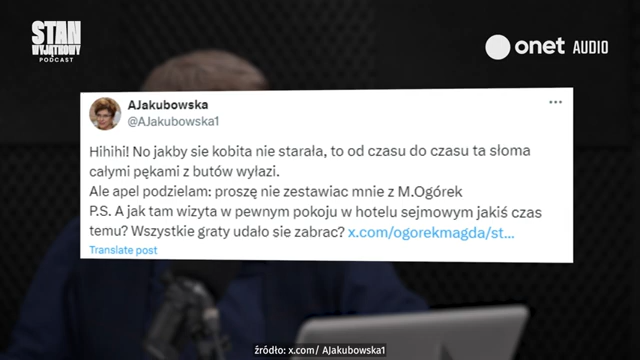 STAN
WYJĄTKOWY
PODCAST
onet AUDIO
AJakubowska
@AJakubowska1
Hihihi! No jakby sie kobita nie starała, to od czasu do czasu ta słoma
całymi pękami z butów wyłazi.
Ale apel podzielam: proszę nie zestawiac mnie z M.Ogórek
P.S. A jak tam wizyta w pewnym pokoju w hotelu sejmowym jakiś czas
temu? Wszystkie graty udało sie zabrac? x.com/ogorekmagda/st...
Translate post
źródło: x.com/ AJakubowska1